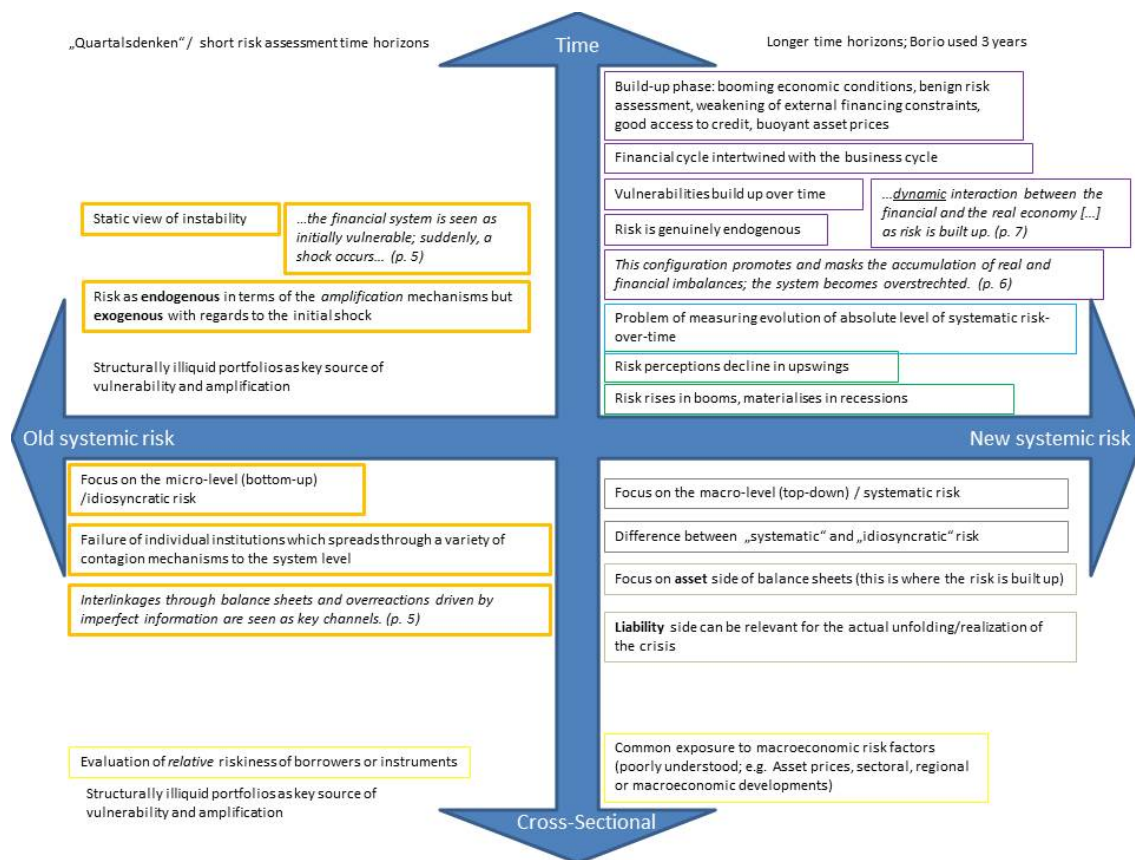 „Quartalsdenken“ / short risk assessment time horizons
Time
Longer time horizons; Borio used 3 years
Build-up phase: booming economic conditions, benign risk
assessment, weakening of external financing constraints,
good access to credit, buoyant asset prices
Financial cycle intertwined with the business cycle
Vulnerabilities build up over time
…dynamic interaction between the
financial and the real economy […]
as risk is built up. (p. 7)
Risk is genuinely endogenous
This configuration promotes and masks the accumulation of real and
financial imbalances; the system becomes overstrechted. (p. 6)
Problem of measuring evolution of absolute level of systematic risk-
over-time
Risk perceptions decline in upswings
Risk rises in booms, materialises in recessions
Static view of instability
…the financial system is seen as
initially vulnerable; suddenly, a
shock occurs… (p. 5)
Risk as endogenous in terms of the amplification mechanisms but
exogenous with regards to the initial shock
Structurally illiquid portfolios as key source of
vulnerability and amplification
Old systemic risk
New systemic risk
Focus on the micro-level (bottom-up)
/idiosyncratic risk
Failure of individual institutions which spreads through a variety of
contagion mechanisms to the system level
Interlinkages through balance sheets and overreactions driven by
imperfect information are seen as key channels. (p. 5)
Evaluation of relative riskiness of borrowers or instruments
Structurally illiquid portfolios as key source of
vulnerability and amplification
Focus on the macro-level (top-down) / systematic risk
Difference between „systematic“ and „idiosyncratic“ risk
Focus on asset side of balance sheets (this is where the risk is built up)
Liability side can be relevant for the actual unfolding/realization of
the crisis
Common exposure to macroeconomic risk factors
(poorly understood; e.g. Asset prices, sectoral, regional
or macroeconomic developments)
Cross-Sectional